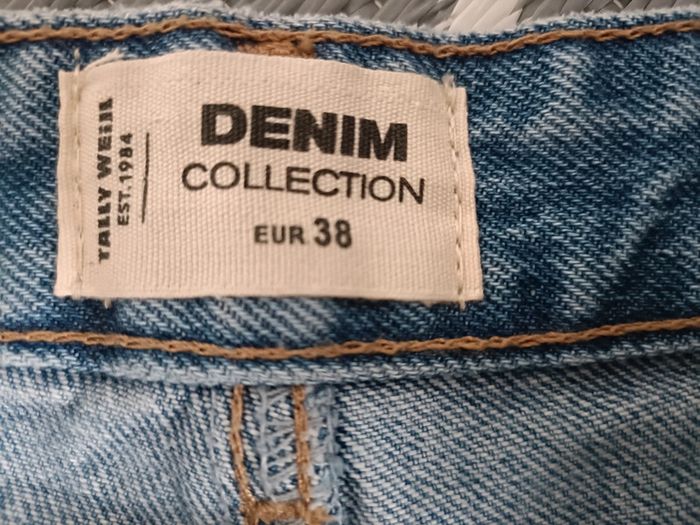 TALLY WEiJL
EST.1984
DENIM
COLLECTION
EUR 38